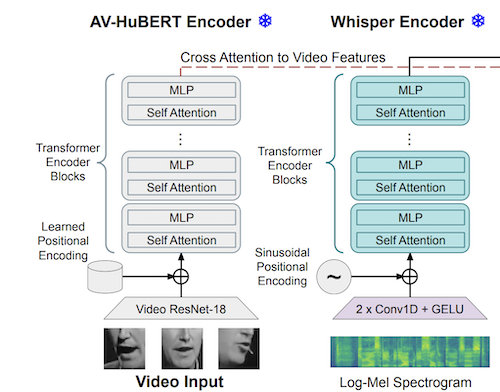 AV-HuBERT Encoder
Whisper Encoder
Cross Attention to Video Features
MLP
Self Attention
MLP
Self Attention
MLP
Self Attention
Transformer
Encoder
Blocks
Learned
Positional
Encoding
Video ResNet-18
Video Input
MLP
Self Attention
MLP
Self Attention
MLP
Self Attention
Transformer
Encoder
Blocks
Sinusoidal
Positional
Encoding
~
2 x Conv1D + GELU
Log-Mel Spectrogram